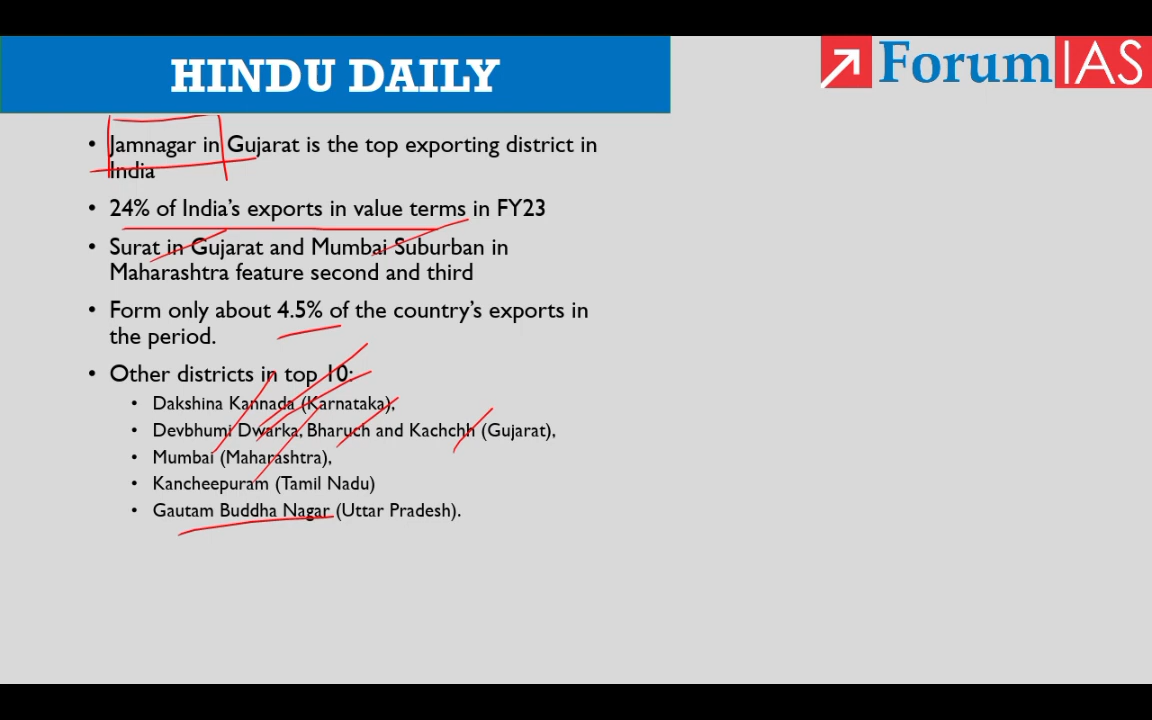 HINDU DAILY
ForumIAS
• Jamnagar in Gujarat is the top exporting district in
India
• 24% of India's exports in value terms in FY23
• Surat in Gujarat and Mumbai Suburban in
Maharashtra feature second and third
• Form only about 4.5% of the country's exports in
the period.
• Other districts in top 10:
• Dakshina Kannada (Karnataka),
• Devbhumi Dwarka, Bharuch and Kachchh (Gujarat),
• Mumbai (Maharashtra),
• Kancheepuram (Tamil Nadu)
• Gautam Buddha Nagar (Uttar Pradesh).